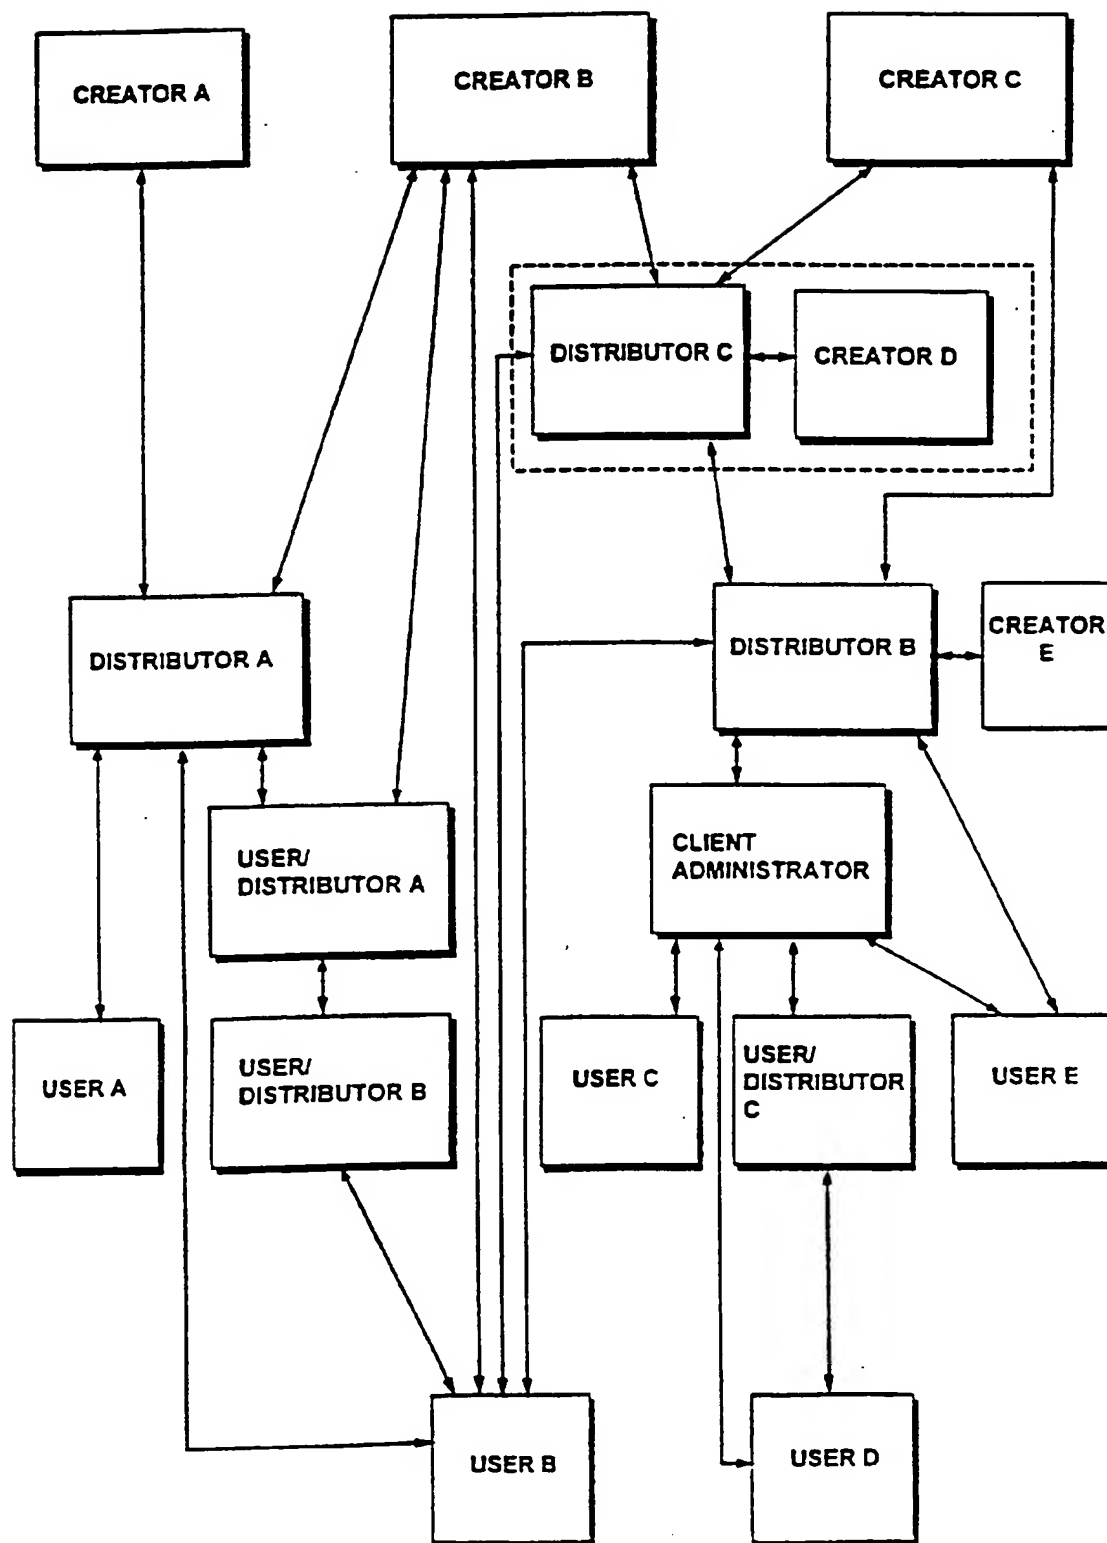 CREATOR A
CREATOR B
CREATOR C
DISTRIBUTOR C
CREATOR D
DISTRIBUTOR A
DISTRIBUTOR B
CREATOR
E
USER/
DISTRIBUTOR A
CLIENT
ADMINISTRATOR
USER A
USER/
DISTRIBUTOR B
USER C
USER/
DISTRIBUTOR
C
USER E
USER B
USER D